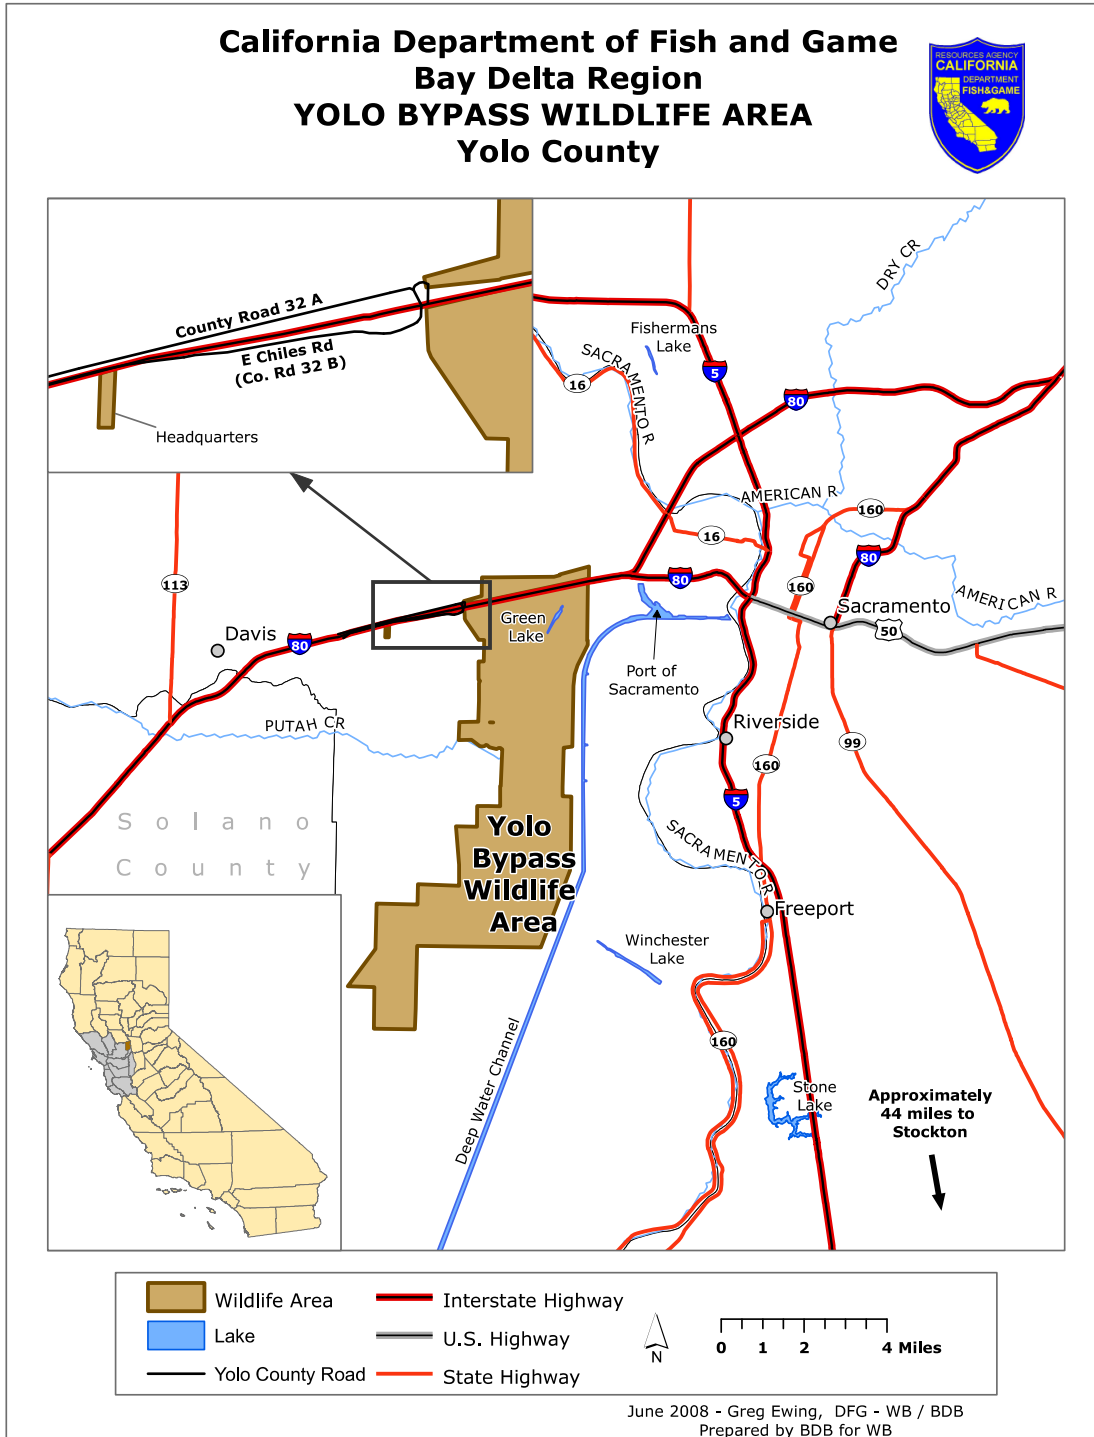 California Department of Fish and Game
Bay Delta Region
YOLO BYPASS WILDLIFE AREA
Yolo County
RESOURCES AGENCY
CALIFORNIA
DEPARTMENT
FISH&GAME
County Road 32 A
E Chiles Rd
(Co. Rd 32 B)
Headquarters
DRY CR
Fishermans
Lake
SACRAMENTO R
16
5
80
AMERICAN R
160
16
80
113
80
160
AMERICAN R
Sacramento
50
Green
Lake
Davis
80
Port of
Sacramento
PUTAH CR
Riverside
99
160
5
Solano
County
Yolo
Bypass
Wildlife
Area
SACRAMENTO R
Freeport
Winchester
Lake
Deep Water Channel
160
Stone
Lake
Approximately
44 miles to
Stockton
Wildlife Area
Interstate Highway
Lake
U.S. Highway
Yolo County Road
State Highway
N
0 1 2 4 Miles
June 2008 - Greg Ewing, DFG - WB / BDB
Prepared by BDB for WB